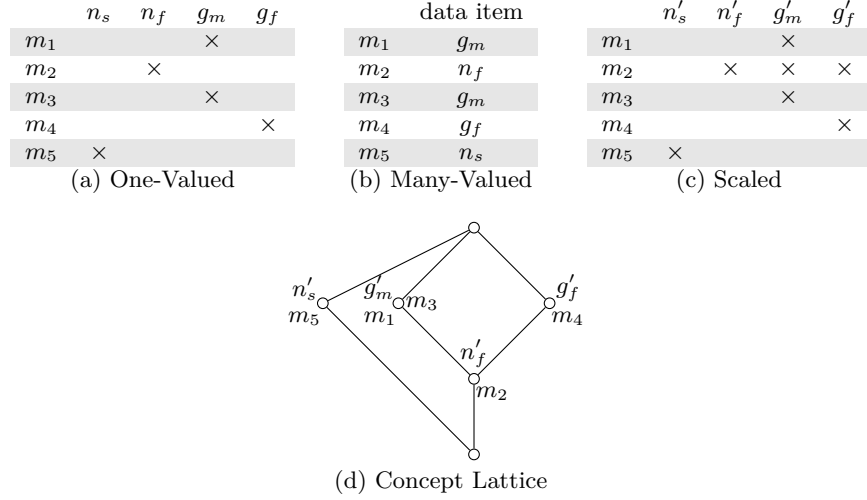 n_s n_f g_m g_f
m_1 ×
m_2 ×
m_3 ×
m_4 ×
m_5 ×
(a) One-Valued
data item
m_1 g_m
m_2 n_f
m_3 g_m
m_4 g_f
m_5 n_s
(b) Many-Valued
n'_s n'_f g'_m g'_f
m_1 ×
m_2 × × ×
m_3 ×
m_4 ×
m_5 ×
(c) Scaled
n'_s g'_m g'_f
m_3
m_5 m_1 m_4
n'_f
m_2
(d) Concept Lattice